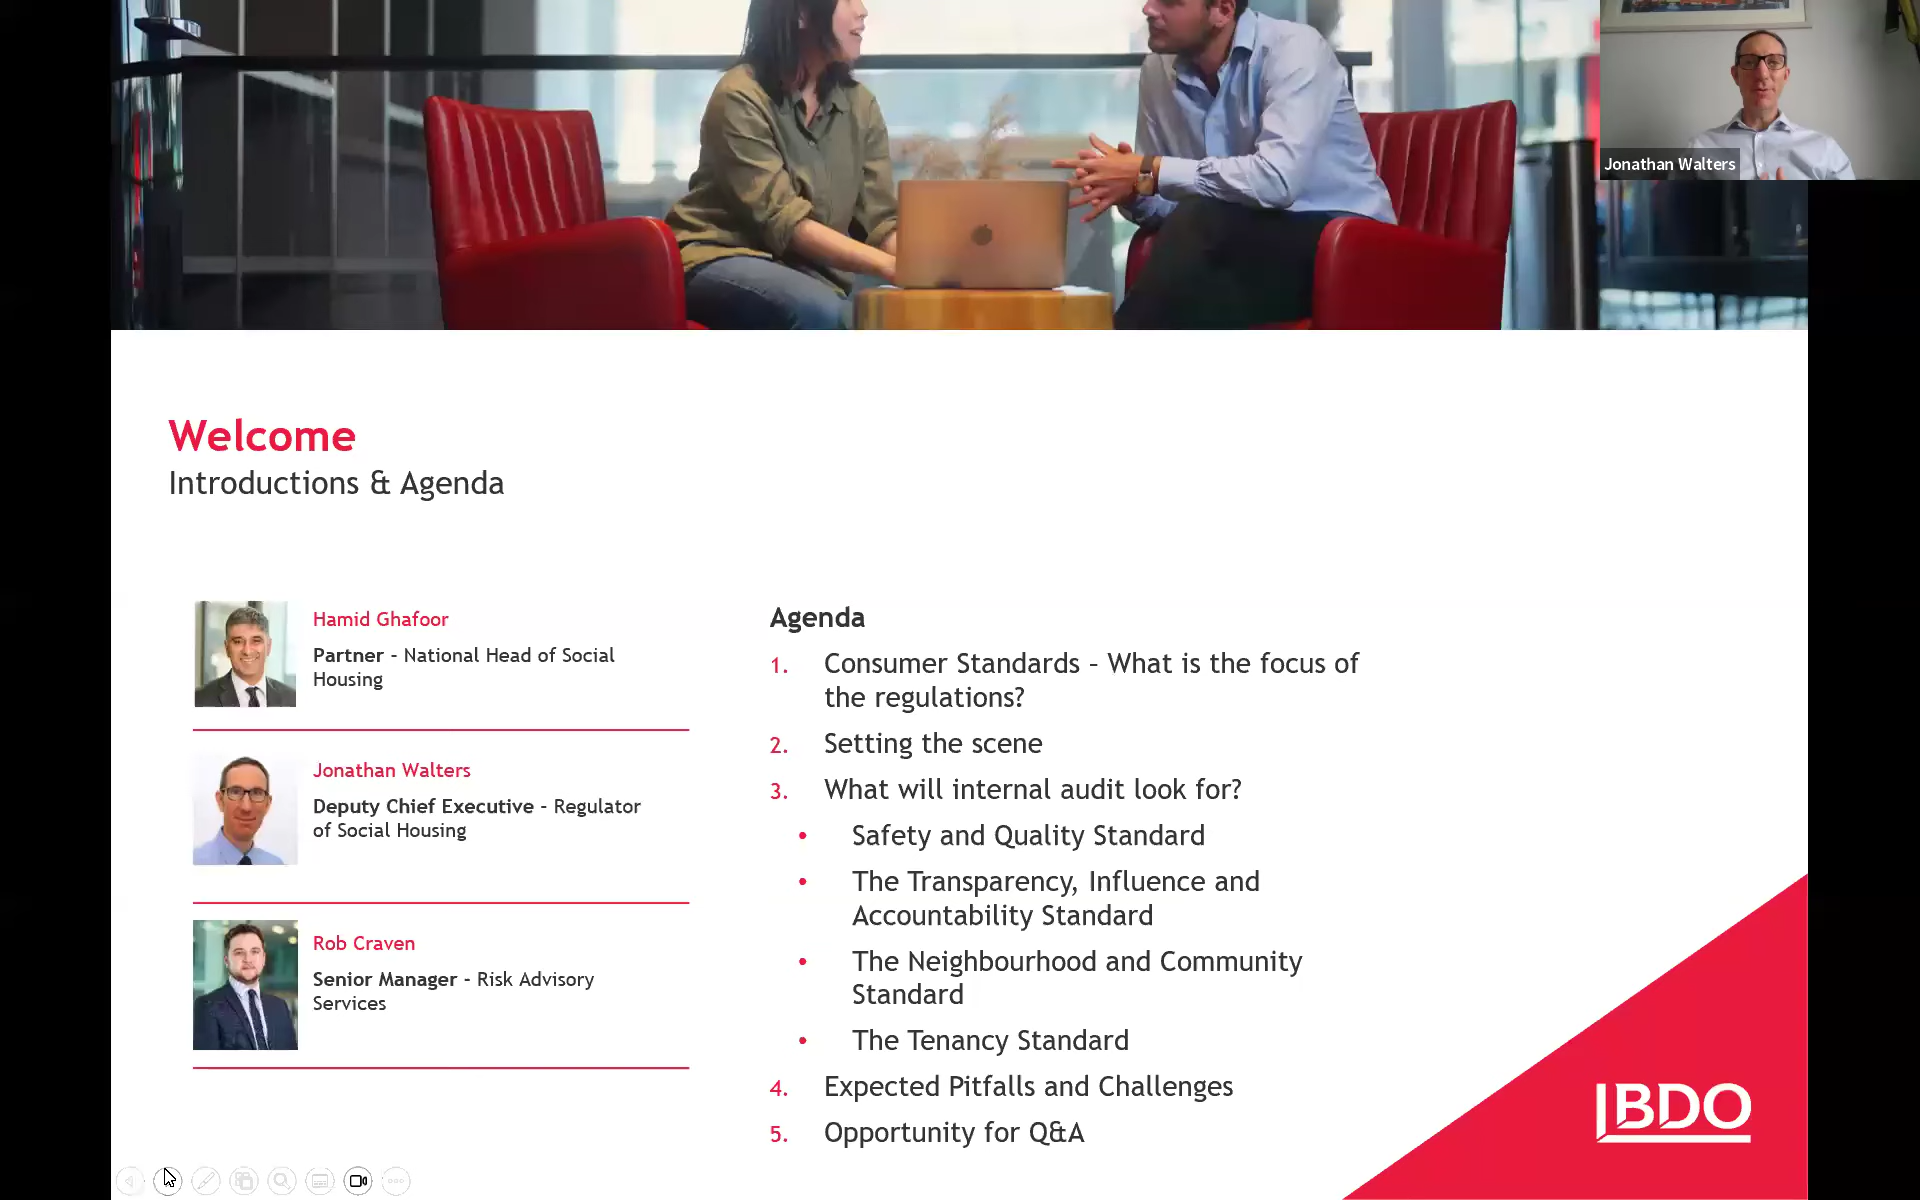 Jonathan Walters
Welcome
Introductions & Agenda
Hamid Ghafoor
Partner – National Head of Social
Housing
Jonathan Walters
Deputy Chief Executive – Regulator
of Social Housing
Rob Craven
Senior Manager – Risk Advisory
Services
Agenda
1. Consumer Standards – What is the focus of
the regulations?
2. Setting the scene
3. What will internal audit look for?
• Safety and Quality Standard
• The Transparency, Influence and
Accountability Standard
• The Neighbourhood and Community
Standard
• The Tenancy Standard
4. Expected Pitfalls and Challenges
5. Opportunity for Q&A
BDO